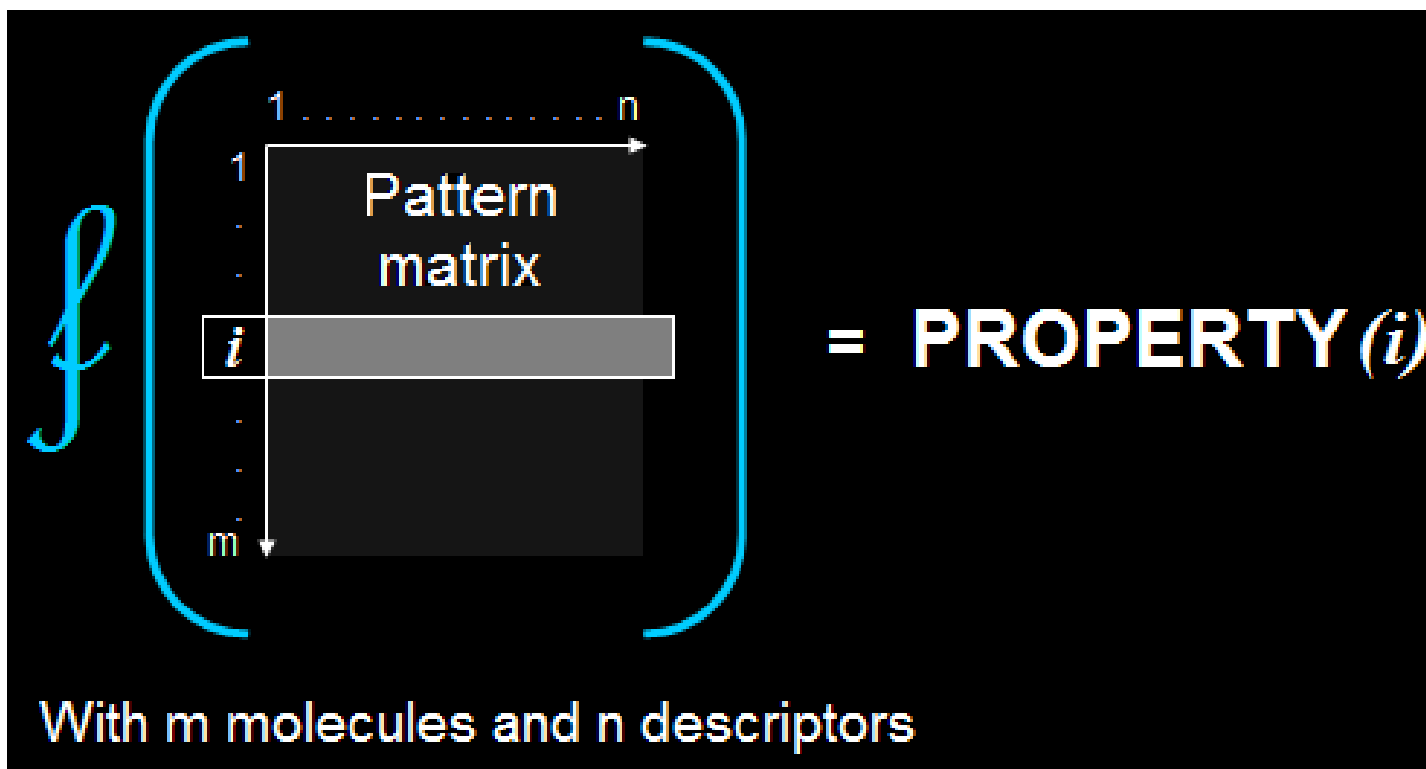 1 . . . . . . . . . . . . . . n
1
.
.
Pattern
matrix
f
i
= PROPERTY (i)
.
.
.
m
With m molecules and n descriptors